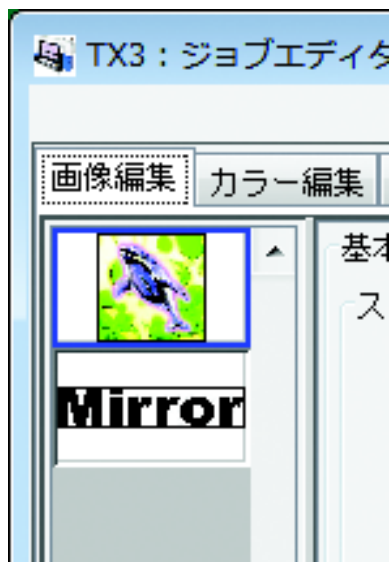 TX3：ジョブエディタ
画像編集
カラー編集
基本
ス
Mirror